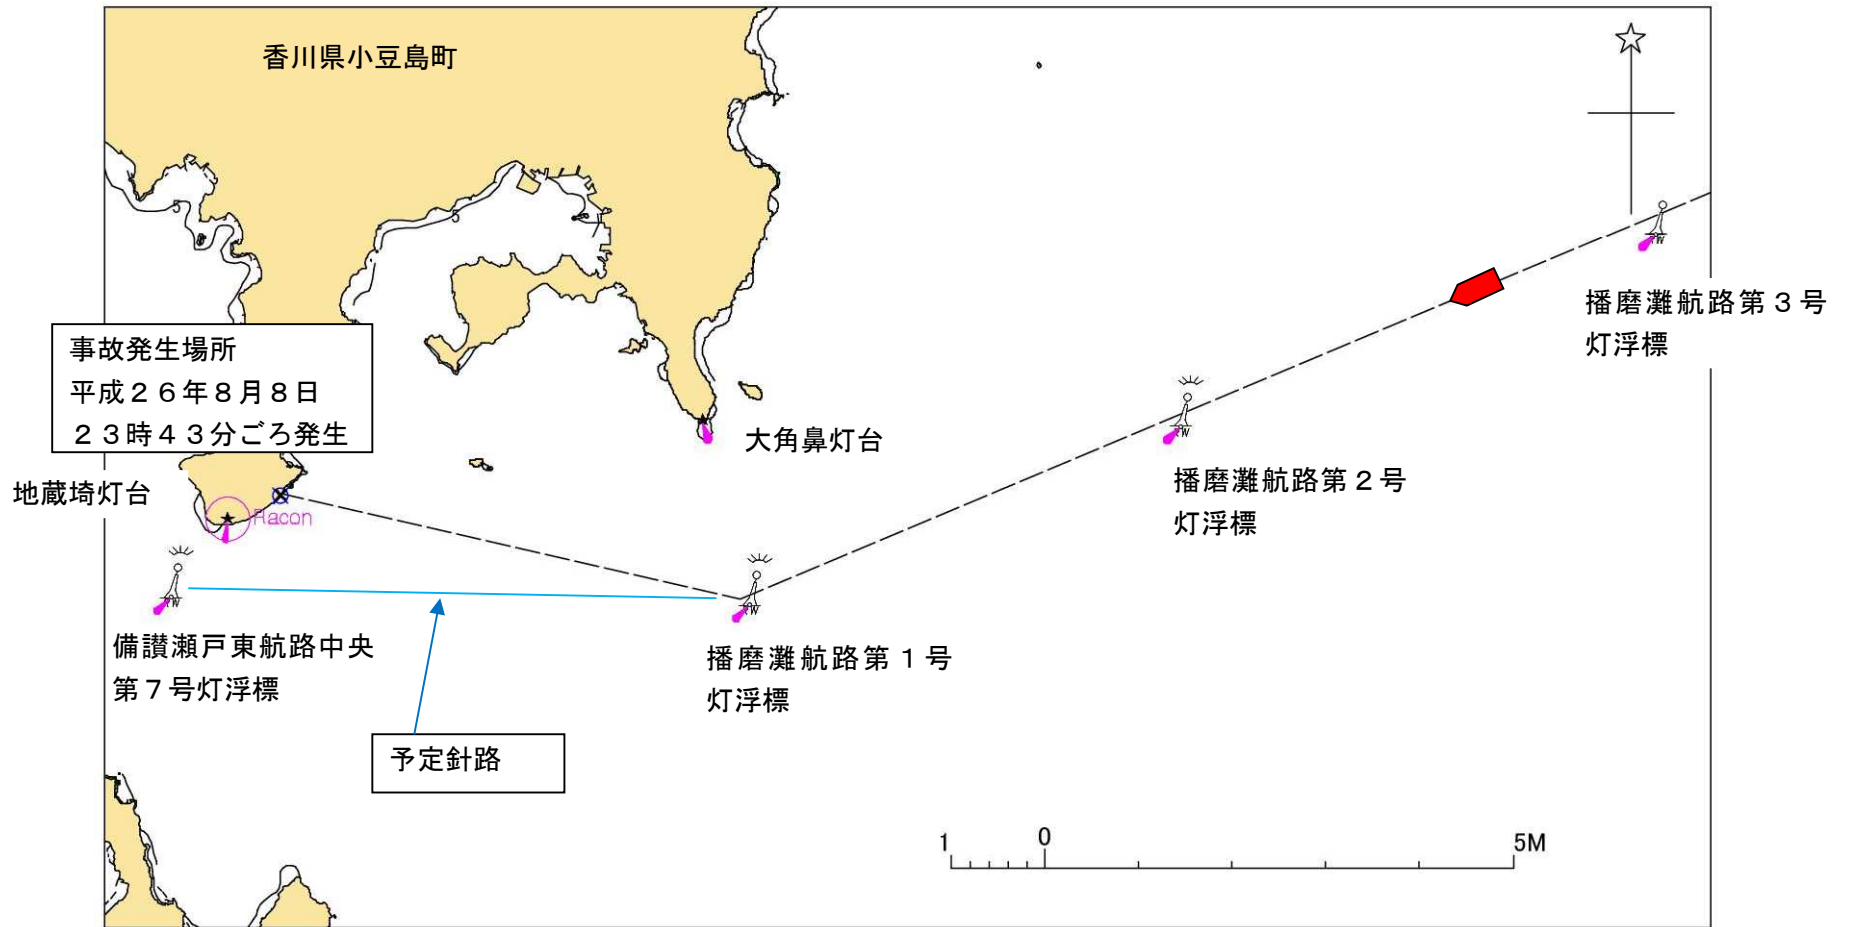 香川県小豆島町
播磨灘航路第３号
灯浮標
事故発生場所
平成２６年８月８日
２３時４３分ごろ発生
大角鼻灯台
地蔵埼灯台
Racon
播磨灘航路第２号
灯浮標
備讃瀬戸東航路中央
第７号灯浮標
播磨灘航路第１号
灯浮標
予定針路
1 0 5M
5
5